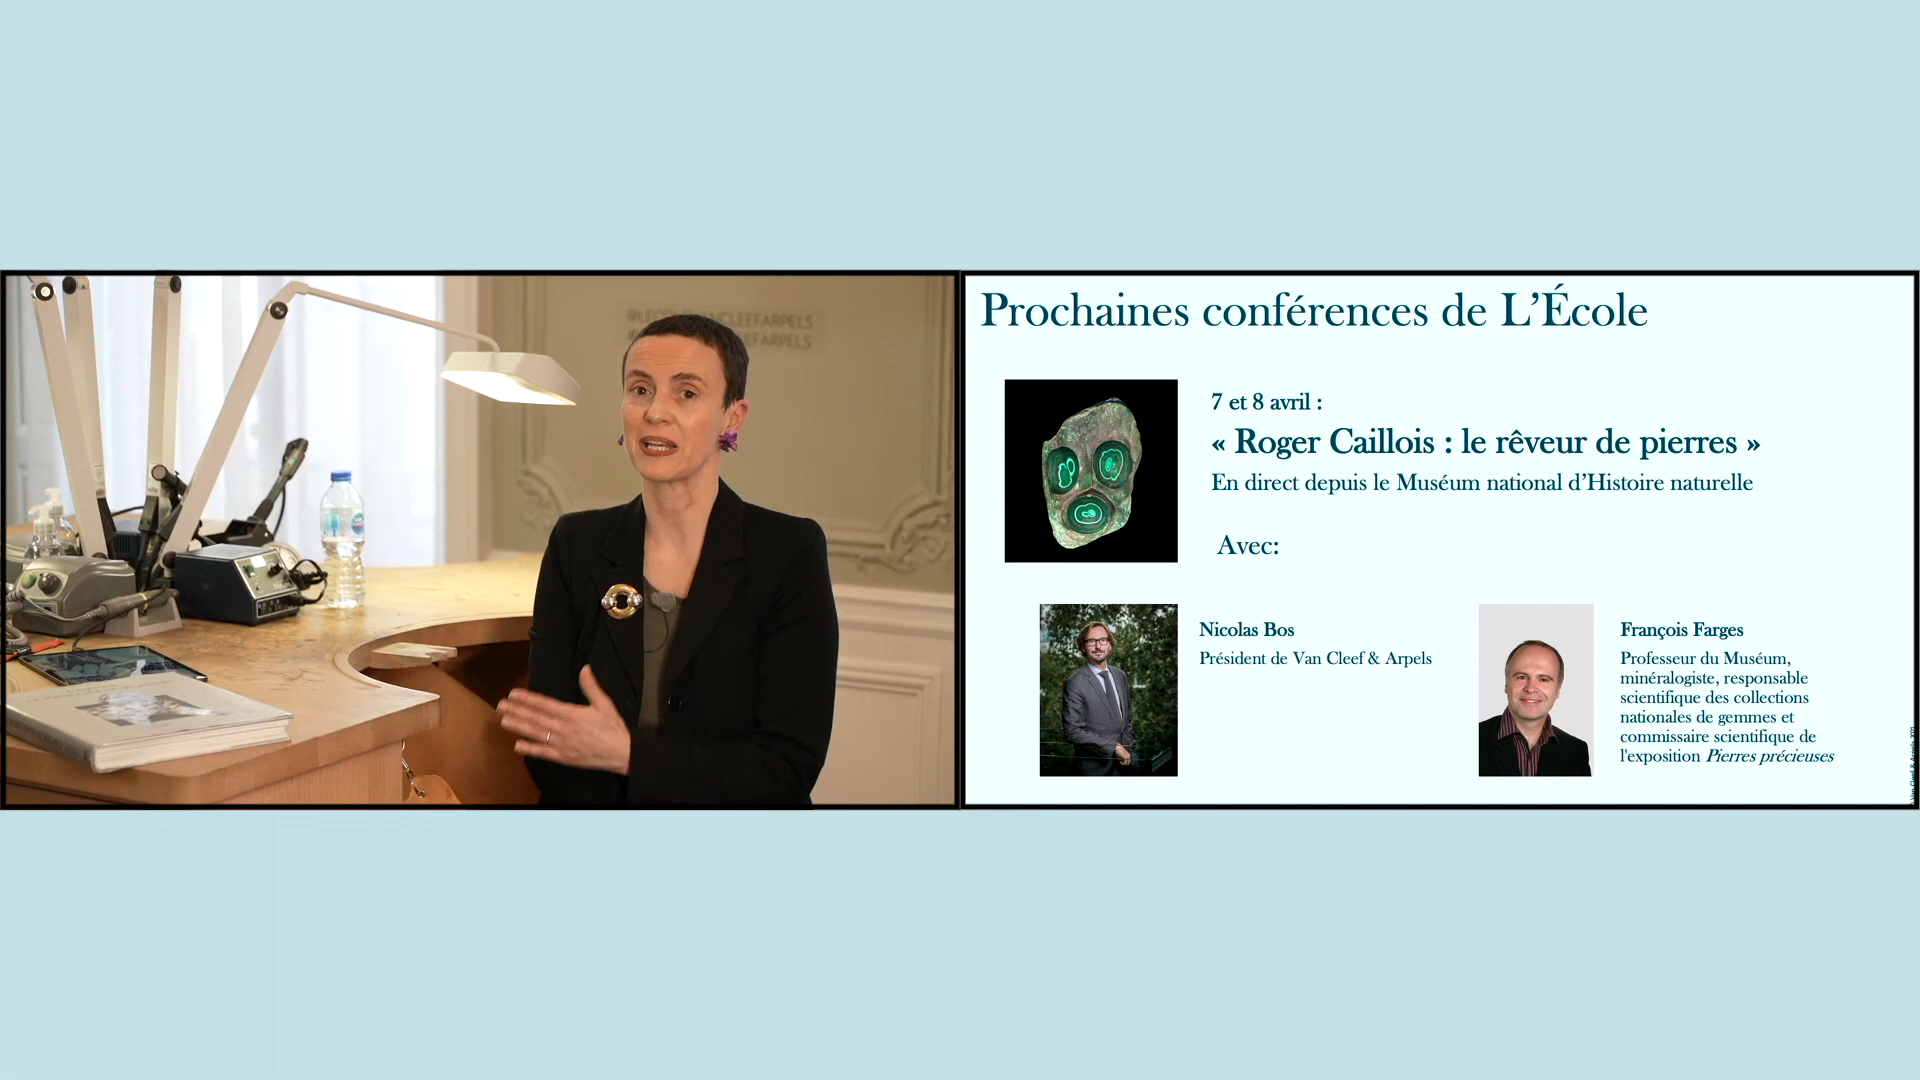 @LECOLEVANCLEEFARPELS
Prochaines conférences de L’École
7 et 8 avril :
« Roger Caillois : le rêveur de pierres »
En direct depuis le Muséum national d’Histoire naturelle
Avec:
Nicolas Bos
Président de Van Cleef & Arpels
François Farges
Professeur du Muséum,
minéralogiste, responsable
scientifique des collections
nationales de gemmes et
commissaire scientifique de
l'exposition Pierres précieuses